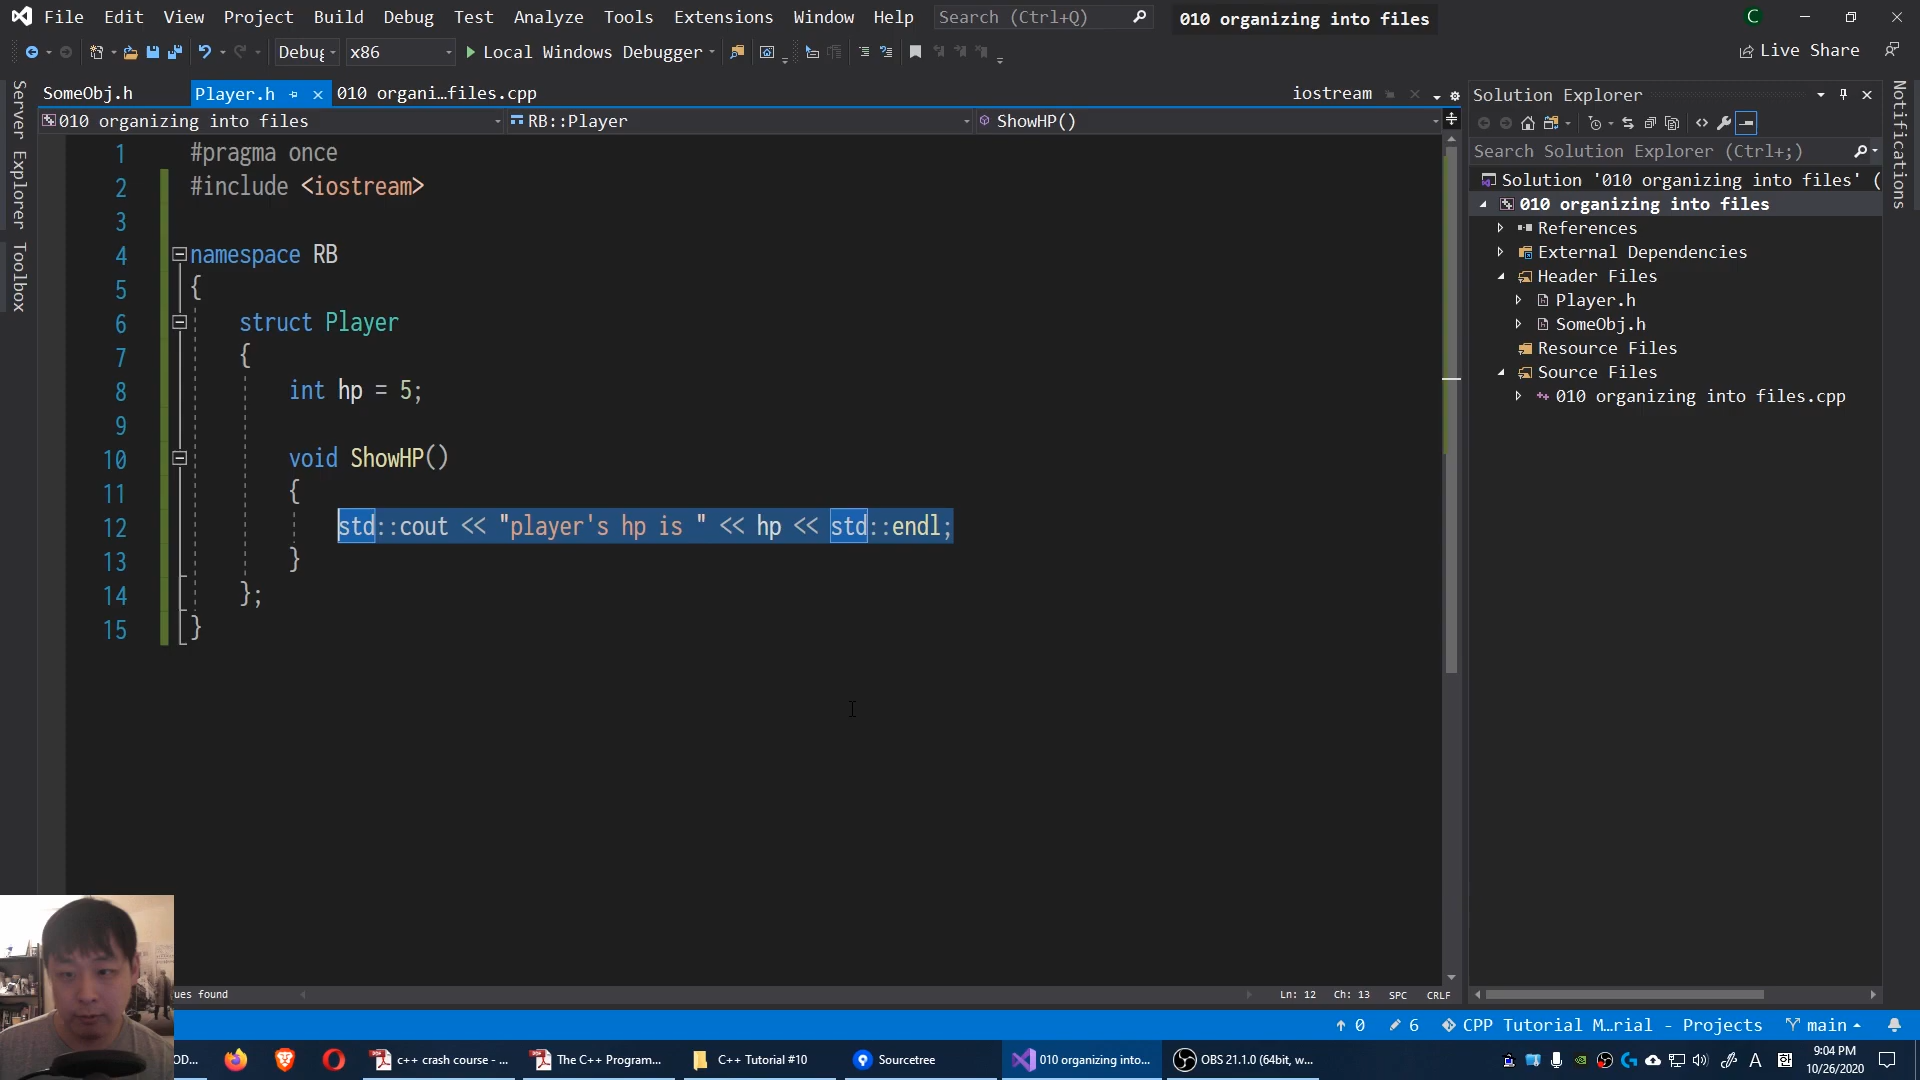 File Edit View Project Build Debug Test Analyze Tools Extensions Window Help Search (Ctrl+Q) 010 organizing into files C
Debug x86 Local Windows Debugger Live Share
Server Explorer
Toolbox
SomeObj.h Player.h 010 organi…files.cpp iostream
010 organizing into files RB::Player ShowHP()
1 #pragma once
2 #include <iostream>
3
4 namespace RB
5 {
6 struct Player
7 {
8 int hp = 5;
9
10 void ShowHP()
11 {
12 std::cout << "player's hp is " << hp << std::endl;
13 }
14 };
15 }
ues found Ln: 12 Ch: 13 SPC CRLF
Solution Explorer
Search Solution Explorer (Ctrl+;)
Solution '010 organizing into files' (
010 organizing into files
References
External Dependencies
Header Files
Player.h
SomeObj.h
Resource Files
Source Files
010 organizing into files.cpp
Notifications
0 6 CPP Tutorial M…rial - Projects main
OD... c++ crash course - ... The C++ Program... C++ Tutorial #10 Sourcetree 010 organizing into... OBS 21.1.0 (64bit, w... A 한 9:04 PM
10/26/2020